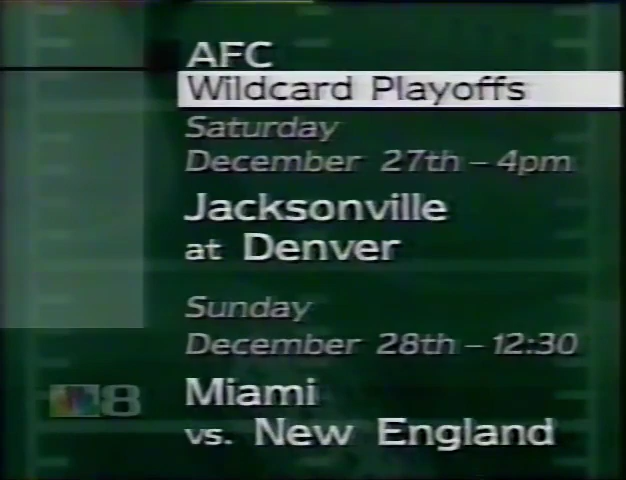 AFC
Wildcard Playoffs
Saturday
December 27th – 4pm
Jacksonville
at Denver
Sunday
December 28th – 12:30
8
Miami
vs. New England